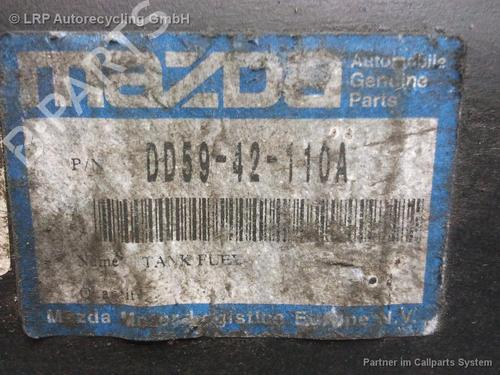 © LRP Autorecycling GmbH
mazda
Automobile
Genuine
Parts
B-PARTS
P/N DD59-42-110A
Name TANK FUEL
Mazda Motor Logistics Europe N.V.
Partner im Callparts System